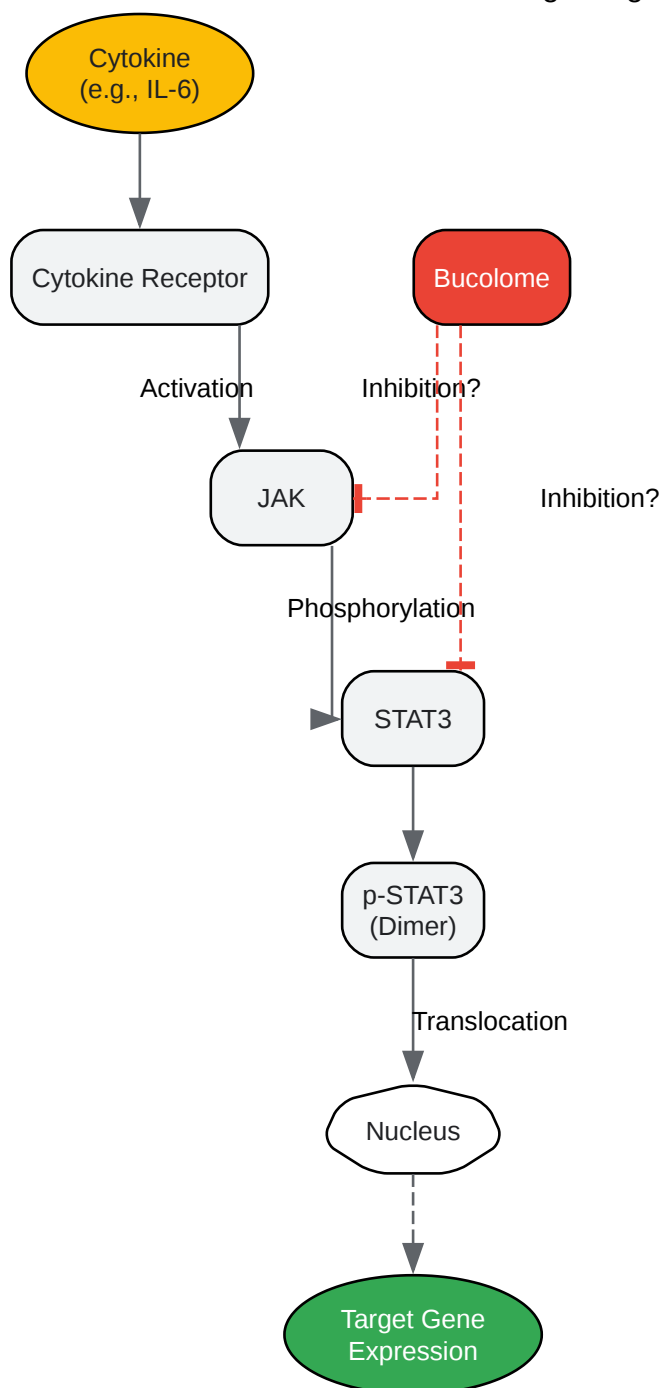 Cytokine
(e.g., IL-6)
Cytokine Receptor
Bucolome
Activation
Inhibition?
JAK
Inhibition?
Phosphorylation
STAT3
p-STAT3
(Dimer)
Translocation
Nucleus
Target Gene
Expression